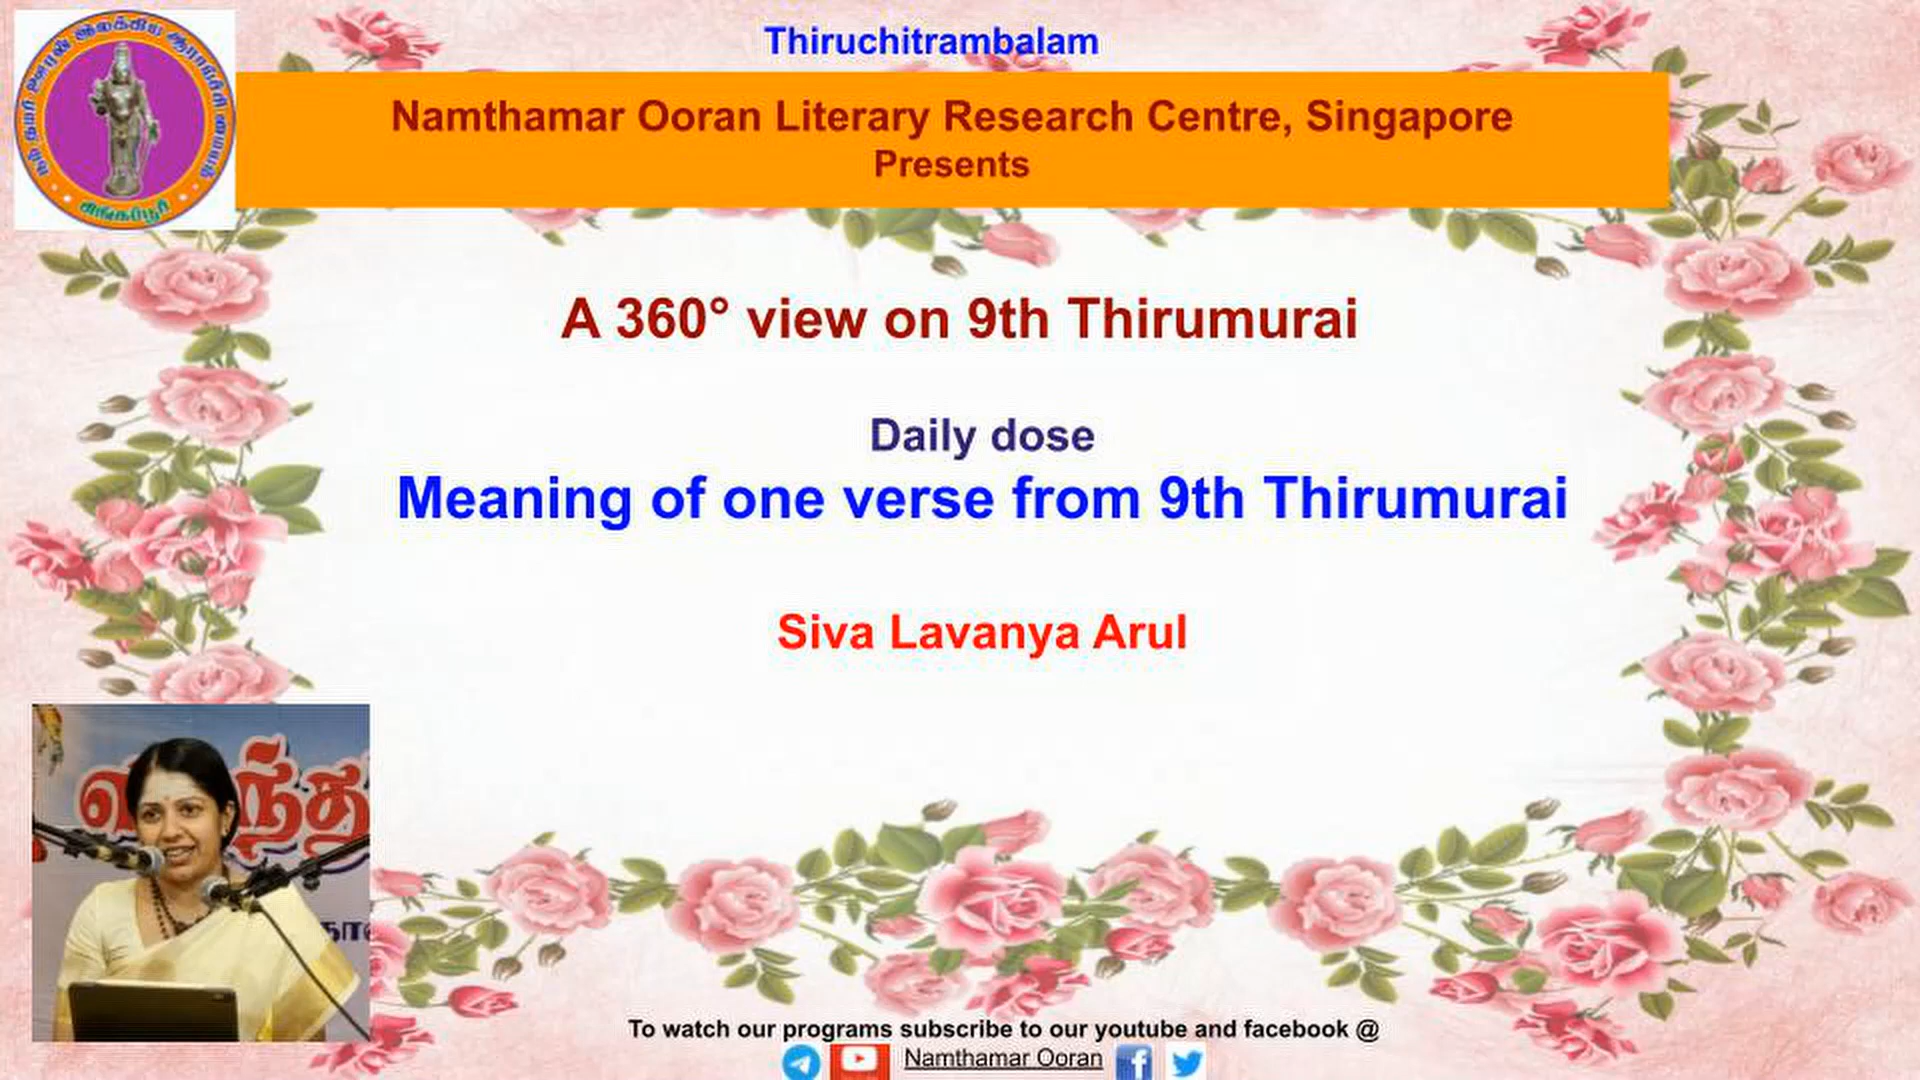 Thiruchitrambalam
Namthamar Ooran Literary Research Centre, Singapore
Presents
A 360° view on 9th Thirumurai
Daily dose
Meaning of one verse from 9th Thirumurai
Siva Lavanya Arul
To watch our programs subscribe to our youtube and facebook @
Namthamar Ooran